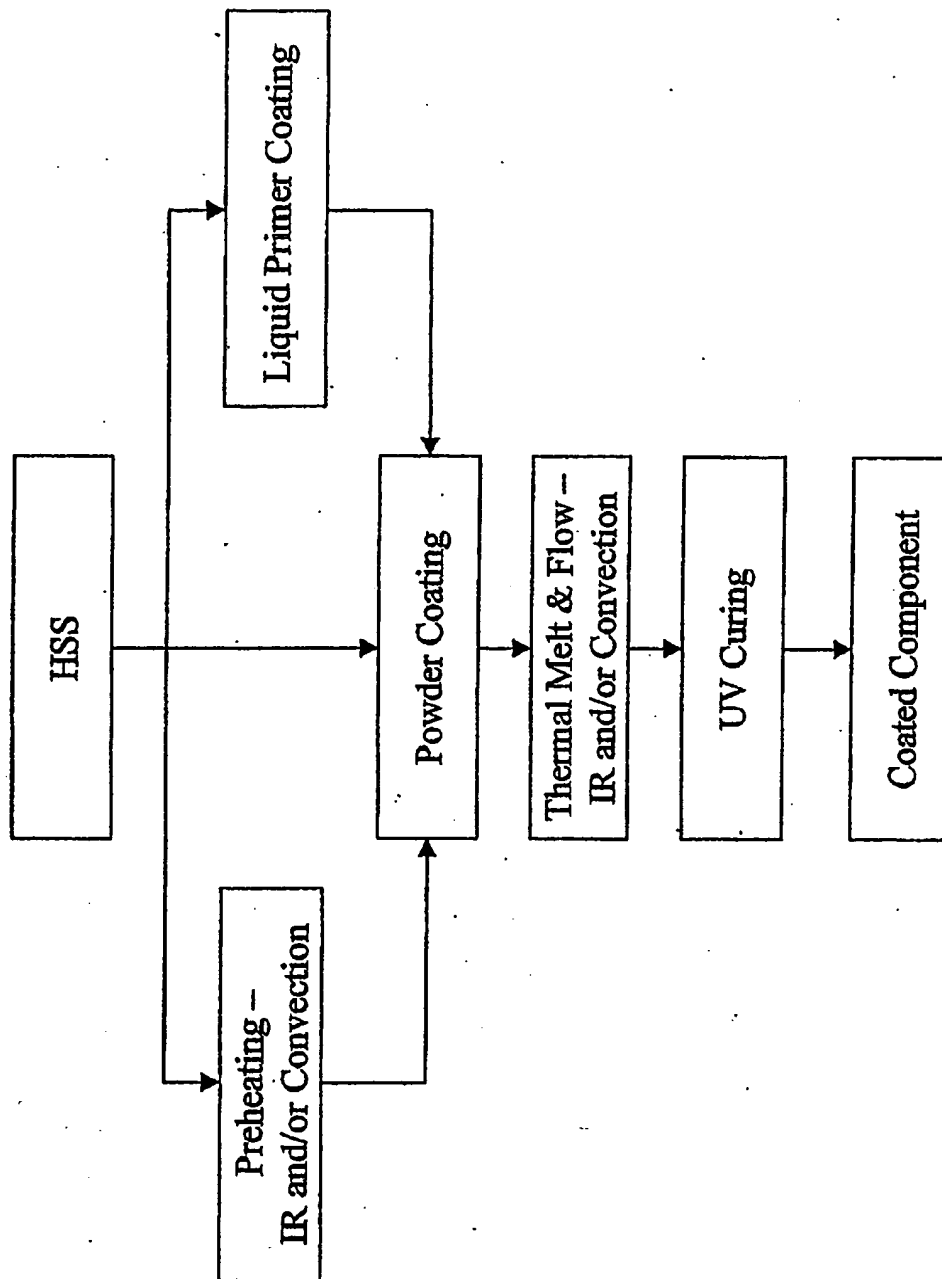 HSS
Preheating –
IR and/or Convection
Liquid Primer Coating
Powder Coating
Thermal Melt & Flow –
IR and/or Convection
UV Curing
Coated Component